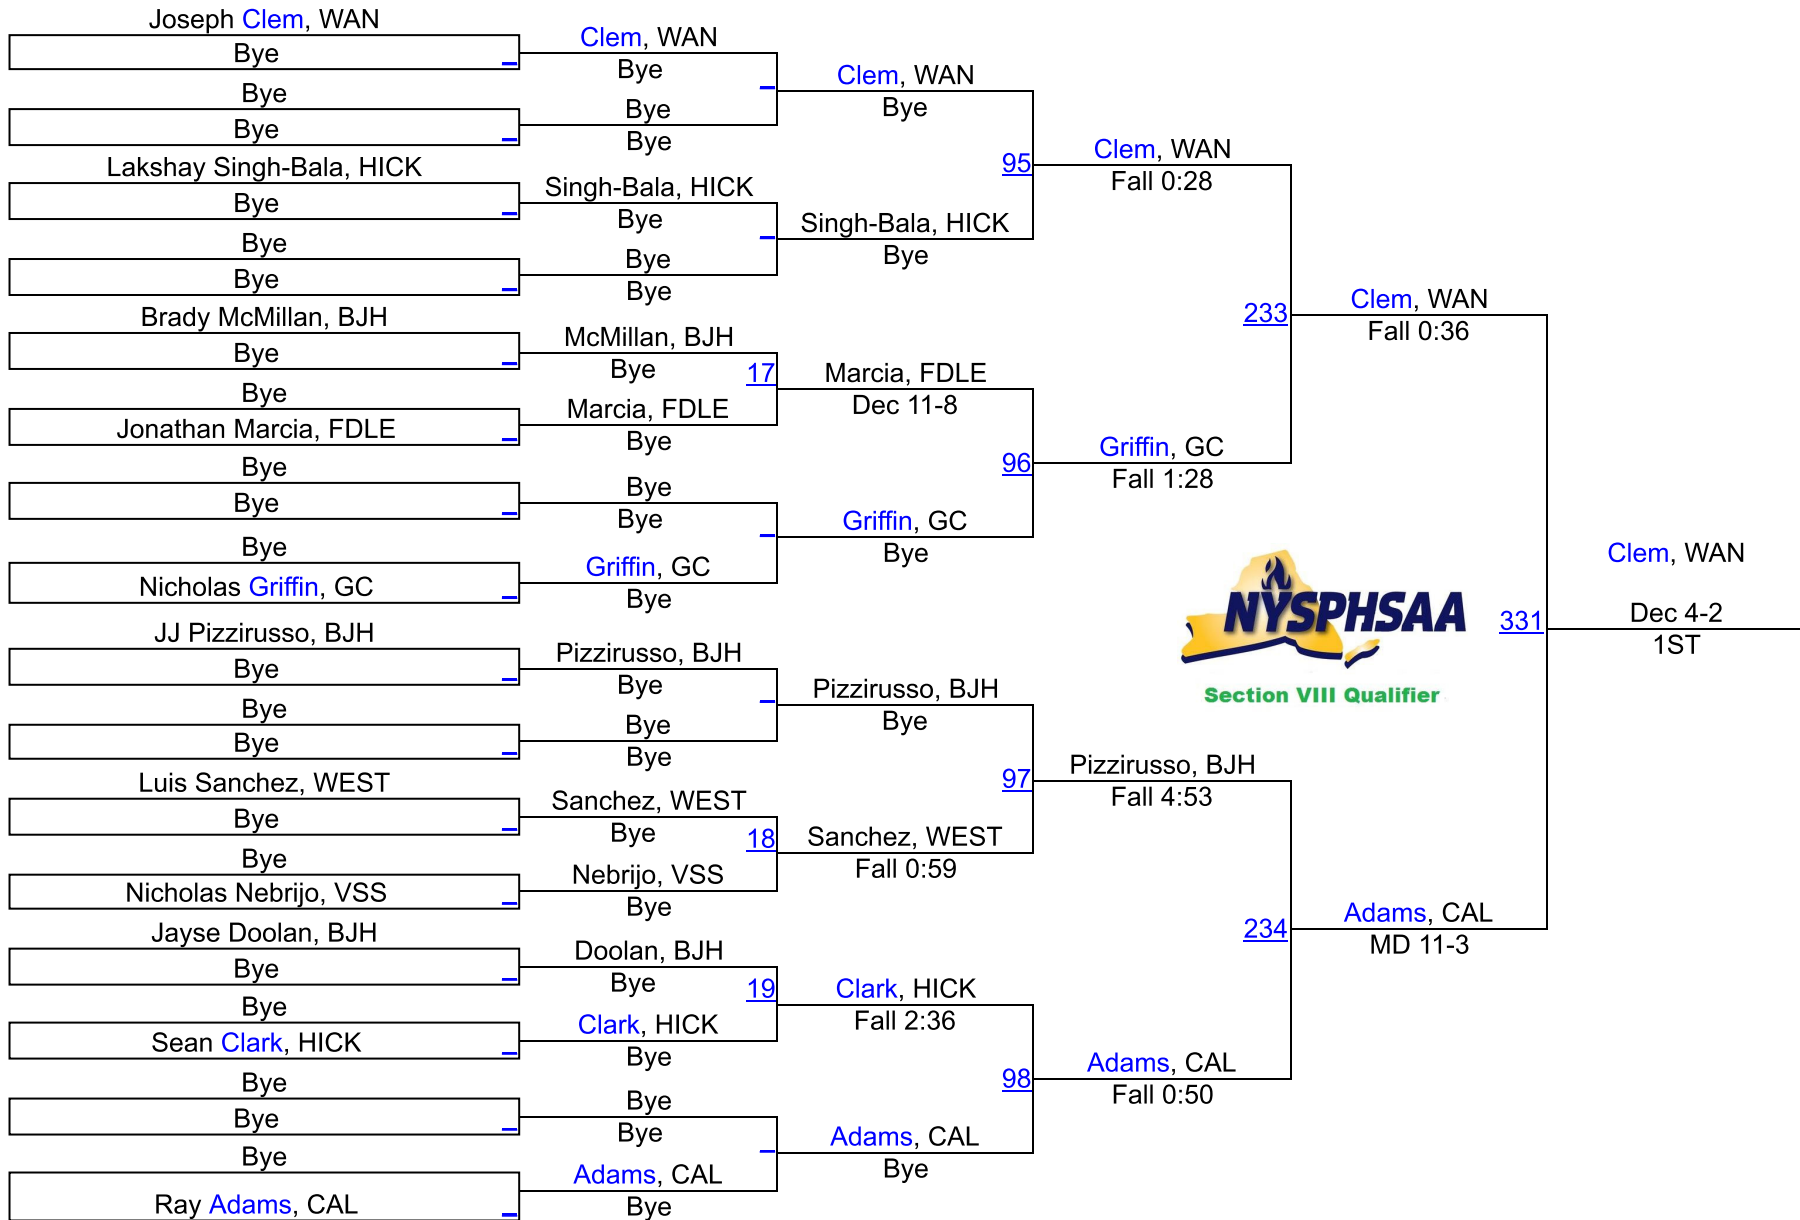 Joseph Clem, WAN
Bye
Bye
Bye
Lakshay Singh-Bala, HICK
Bye
Bye
Bye
Brady McMillan, BJH
Bye
Bye
Jonathan Marcia, FDLE
Bye
Bye
Bye
Nicholas Griffin, GC
JJ Pizzirusso, BJH
Bye
Bye
Bye
Luis Sanchez, WEST
Bye
Bye
Nicholas Nebrijo, VSS
Jayse Doolan, BJH
Bye
Bye
Sean Clark, HICK
Bye
Bye
Bye
Ray Adams, CAL
Clem, WAN
Bye
Bye
Bye
Singh-Bala, HICK
Bye
Bye
Bye
McMillan, BJH
Bye
17
Marcia, FDLE
Bye
Bye
Bye
Griffin, GC
Bye
Pizzirusso, BJH
Bye
Bye
Bye
Sanchez, WEST
Bye
18
Nebrijo, VSS
Bye
Doolan, BJH
Bye
19
Clark, HICK
Bye
Bye
Bye
Adams, CAL
Bye
Clem, WAN
Bye
95
Singh-Bala, HICK
Bye
Marcia, FDLE
Dec 11-8
96
Griffin, GC
Bye
Pizzirusso, BJH
Bye
97
Sanchez, WEST
Fall 0:59
Clark, HICK
Fall 2:36
98
Adams, CAL
Bye
Clem, WAN
Fall 0:28
233
Griffin, GC
Fall 1:28
Pizzirusso, BJH
Fall 4:53
234
Adams, CAL
Fall 0:50
Clem, WAN
Fall 0:36
NYSPHSAA
Section VIII Qualifier
331
Adams, CAL
MD 11-3
Clem, WAN
Dec 4-2
1ST